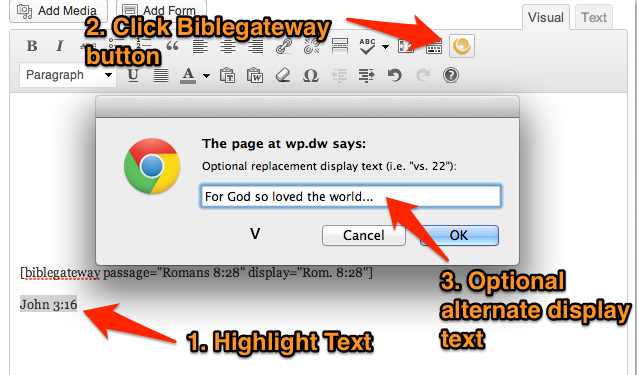 Add Media Add Form Visual Text
2. Click Biblegateway
button
B I ABC
Paragraph U A T W Ω ?
The page at wp.dw says:
Optional replacement display text (i.e. "vs. 22"):
For God so loved the world...
V
Cancel OK
[biblegateway passage="Romans 8:28" display="Rom. 8:28"]
3. Optional
alternate display
text
John 3:16
1. Highlight Text